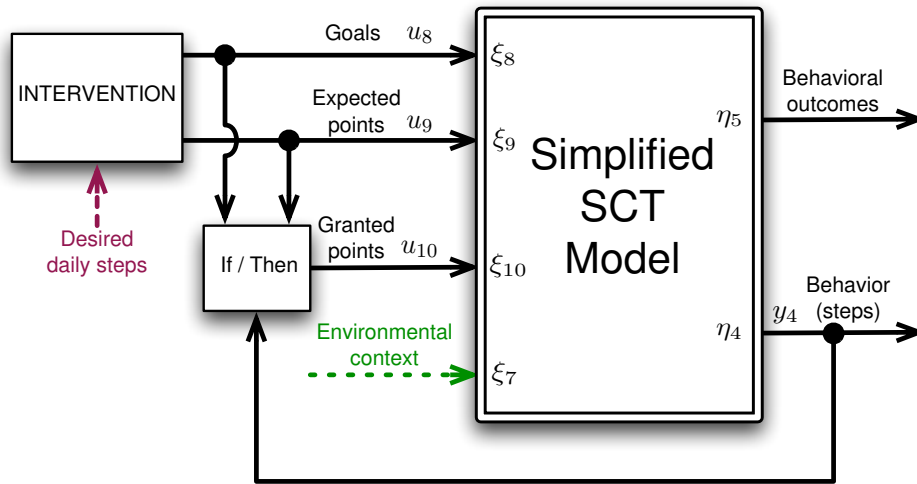 Goals u₈
ξ₈
INTERVENTION
Expected
points u₉
ξ₉
Behavioral
outcomes
η₅
Simplified
SCT
Model
Desired
daily steps
If / Then
Granted
points u₁₀
ξ₁₀
Environmental
context
ξ₇
Behavior
(steps)
y₄
η₄